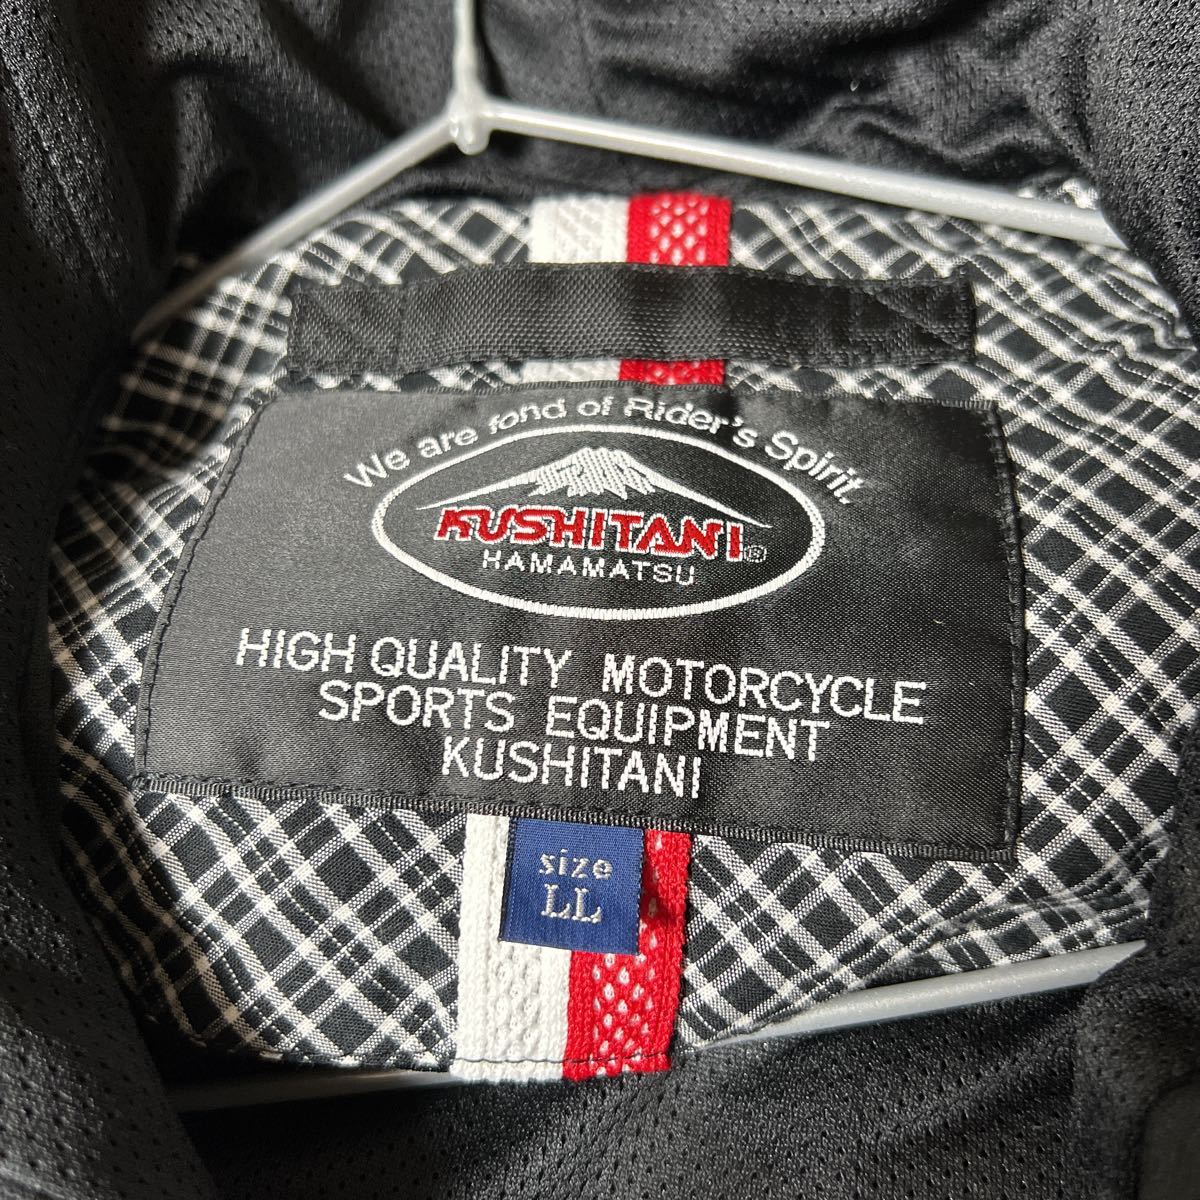 We are fond of Rider's Spirit.
KUSHITANI®
HAMAMATSU
HIGH QUALITY MOTORCYCLE
SPORTS EQUIPMENT
KUSHITANI
size
LL